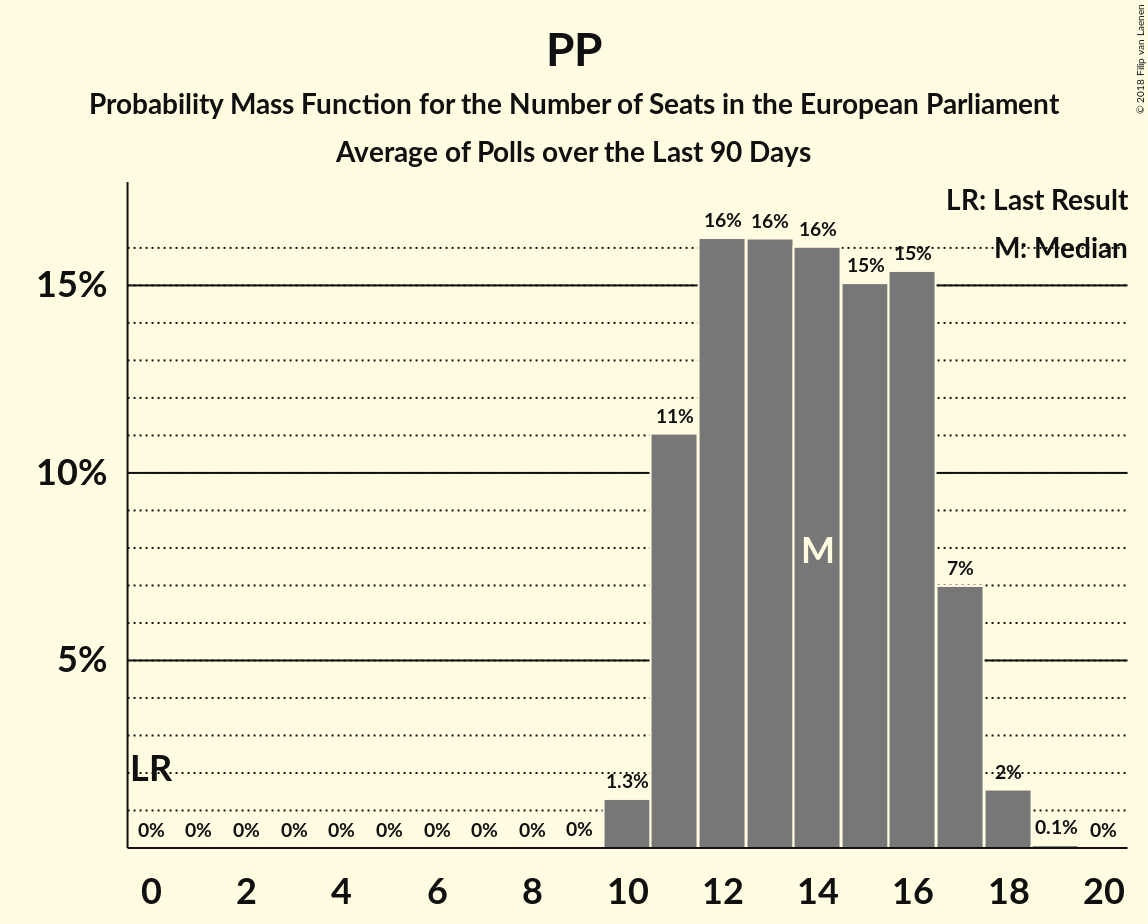 PP
Probability Mass Function for the Number of Seats in the European Parliament
Average of Polls over the Last 90 Days
© 2018 Filip van Laenen
LR: Last Result
M: Median
16% 16% 16% 15% 15%
15%
11%
10%
M
7%
5%
LR
1.3% 2%
0% 0% 0% 0% 0% 0% 0% 0% 0% 0% 0.1% 0%
0 2 4 6 8 10 12 14 16 18 20